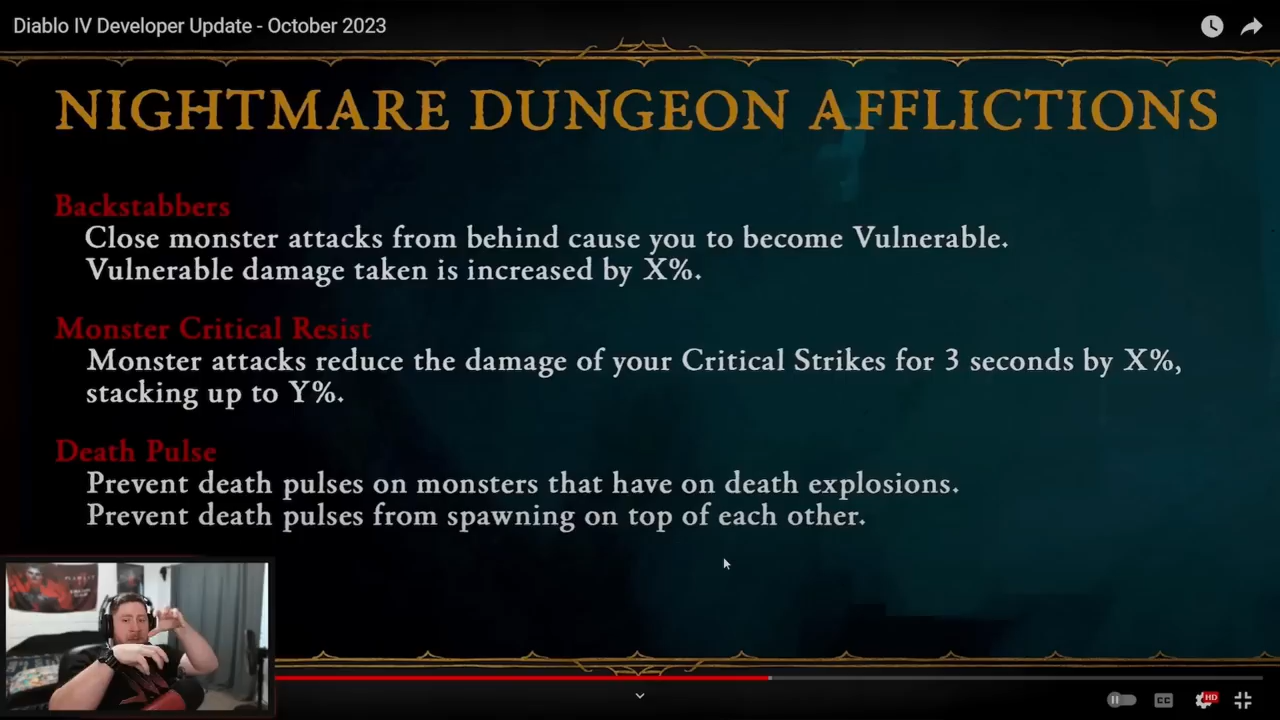 Diablo IV Developer Update - October 2023
NIGHTMARE DUNGEON AFFLICTIONS
Backstabbers
Close monster attacks from behind cause you to become Vulnerable.
Vulnerable damage taken is increased by X%.
Monster Critical Resist
Monster attacks reduce the damage of your Critical Strikes for 3 seconds by X%,
stacking up to Y%.
Death Pulse
Prevent death pulses on monsters that have on death explosions.
Prevent death pulses from spawning on top of each other.
CC
HD